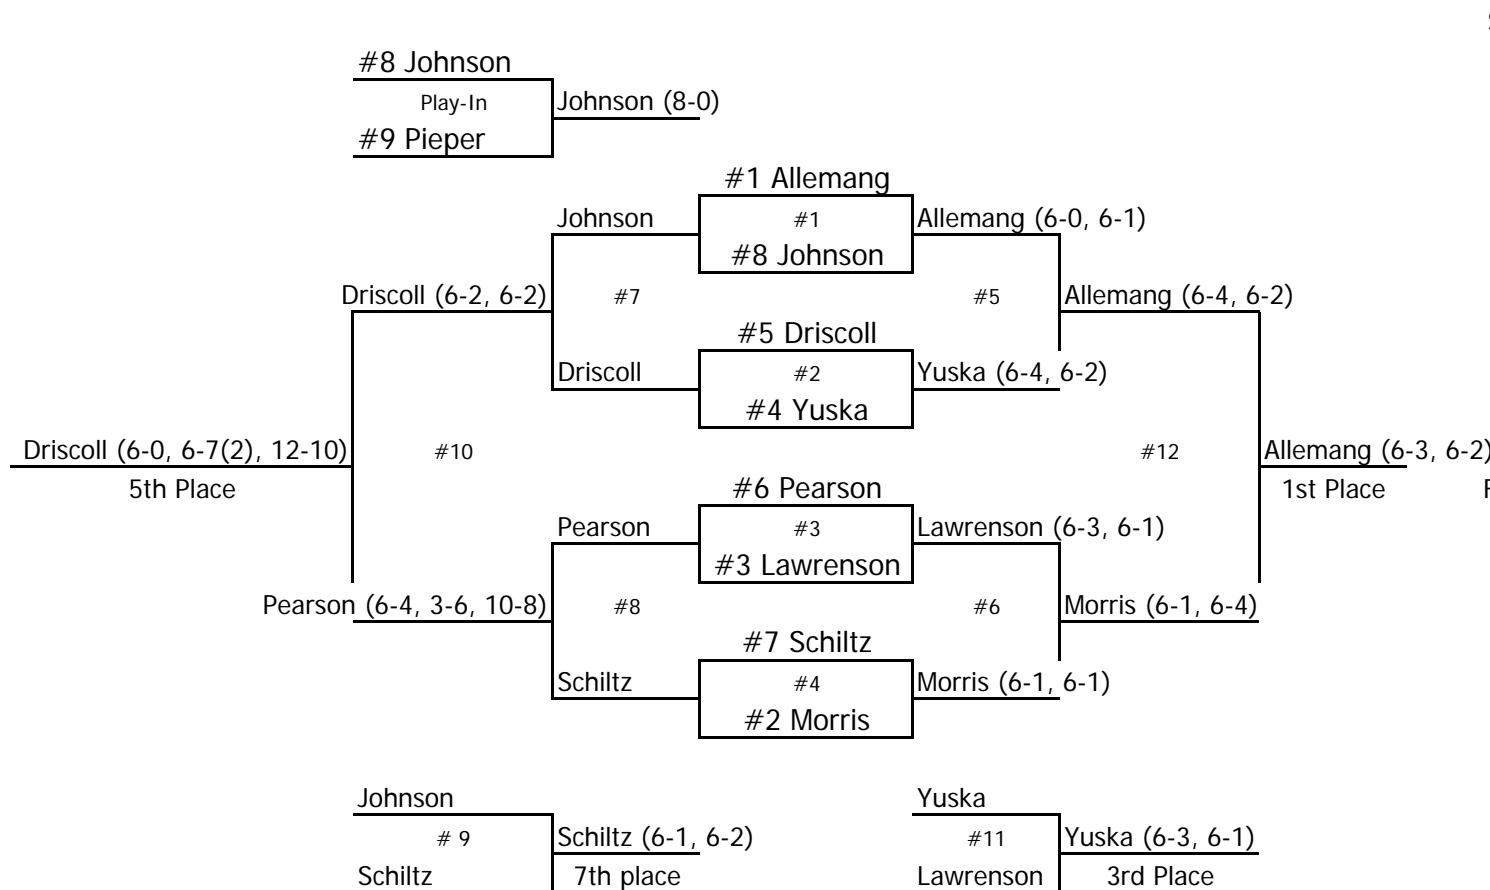 #8 Johnson
Play-In
Johnson (8-0)
#9 Pieper
#1 Allemang
Johnson
#1
Allemang (6-0, 6-1)
#8 Johnson
Driscoll (6-2, 6-2)
#7
#5
Allemang (6-4, 6-2)
#5 Driscoll
Driscoll
#2
Yuska (6-4, 6-2)
#4 Yuska
Driscoll (6-0, 6-7(2), 12-10)
#10
#12
Allemang (6-3, 6-2)
5th Place
#6 Pearson
1st Place
Pearson
#3
Lawrenson (6-3, 6-1)
#3 Lawrenson
Pearson (6-4, 3-6, 10-8)
#8
#6
Morris (6-1, 6-4)
#7 Schiltz
Schiltz
#4
Morris (6-1, 6-1)
#2 Morris
Johnson
Yuska
# 9
Schiltz (6-1, 6-2)
#11
Yuska (6-3, 6-1)
Schiltz
7th place
Lawrenson
3rd Place